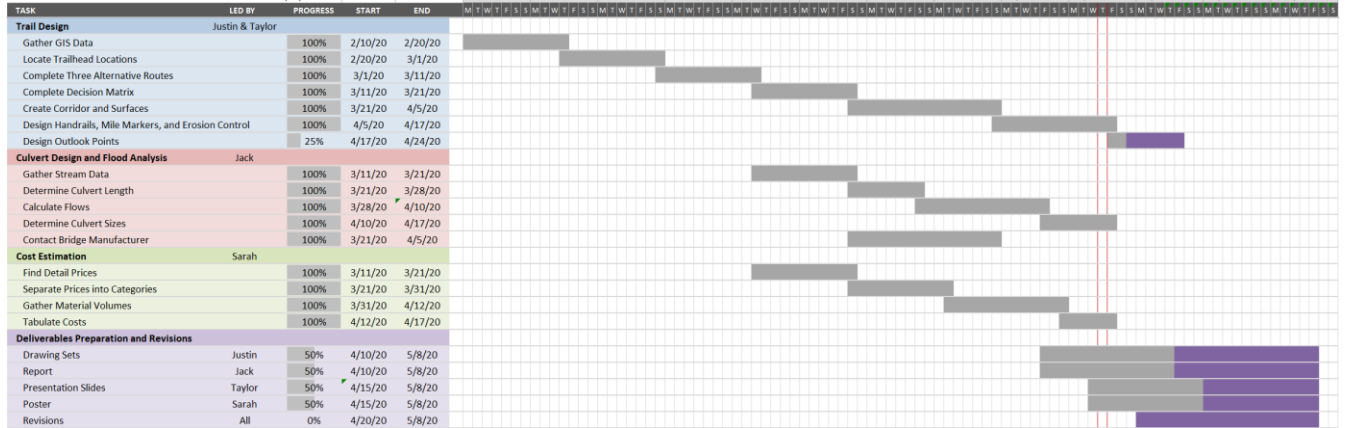 TASK LED BY PROGRESS START END M T W T F S S M T W T F S S M T W T F S S M T W T F S S M T W T F S S M T W T F S S M T W T F S S M T W T F S S M T W T F S S M T W T F S S M T W T F S S M T W T F S S M T W T F S S
Trail Design Justin & Taylor
Gather GIS Data 100% 2/10/20 2/20/20
Locate Trailhead Locations 100% 2/20/20 3/1/20
Complete Three Alternative Routes 100% 3/1/20 3/11/20
Complete Decision Matrix 100% 3/11/20 3/21/20
Create Corridor and Surfaces 100% 3/21/20 4/5/20
Design Handrails, Mile Markers, and Erosion Control 100% 4/5/20 4/17/20
Design Outlook Points 25% 4/17/20 4/24/20
Culvert Design and Flood Analysis Jack
Gather Stream Data 100% 3/11/20 3/21/20
Determine Culvert Length 100% 3/21/20 3/28/20
Calculate Flows 100% 3/28/20 4/10/20
Determine Culvert Sizes 100% 4/10/20 4/17/20
Contact Bridge Manufacturer 100% 3/21/20 4/5/20
Cost Estimation Sarah
Find Detail Prices 100% 3/11/20 3/21/20
Separate Prices into Categories 100% 3/21/20 3/31/20
Gather Material Volumes 100% 3/31/20 4/12/20
Tabulate Costs 100% 4/12/20 4/17/20
Deliverables Preparation and Revisions
Drawing Sets Justin 50% 4/10/20 5/8/20
Report Jack 50% 4/10/20 5/8/20
Presentation Slides Taylor 50% 4/15/20 5/8/20
Poster Sarah 50% 4/15/20 5/8/20
Revisions All 0% 4/20/20 5/8/20